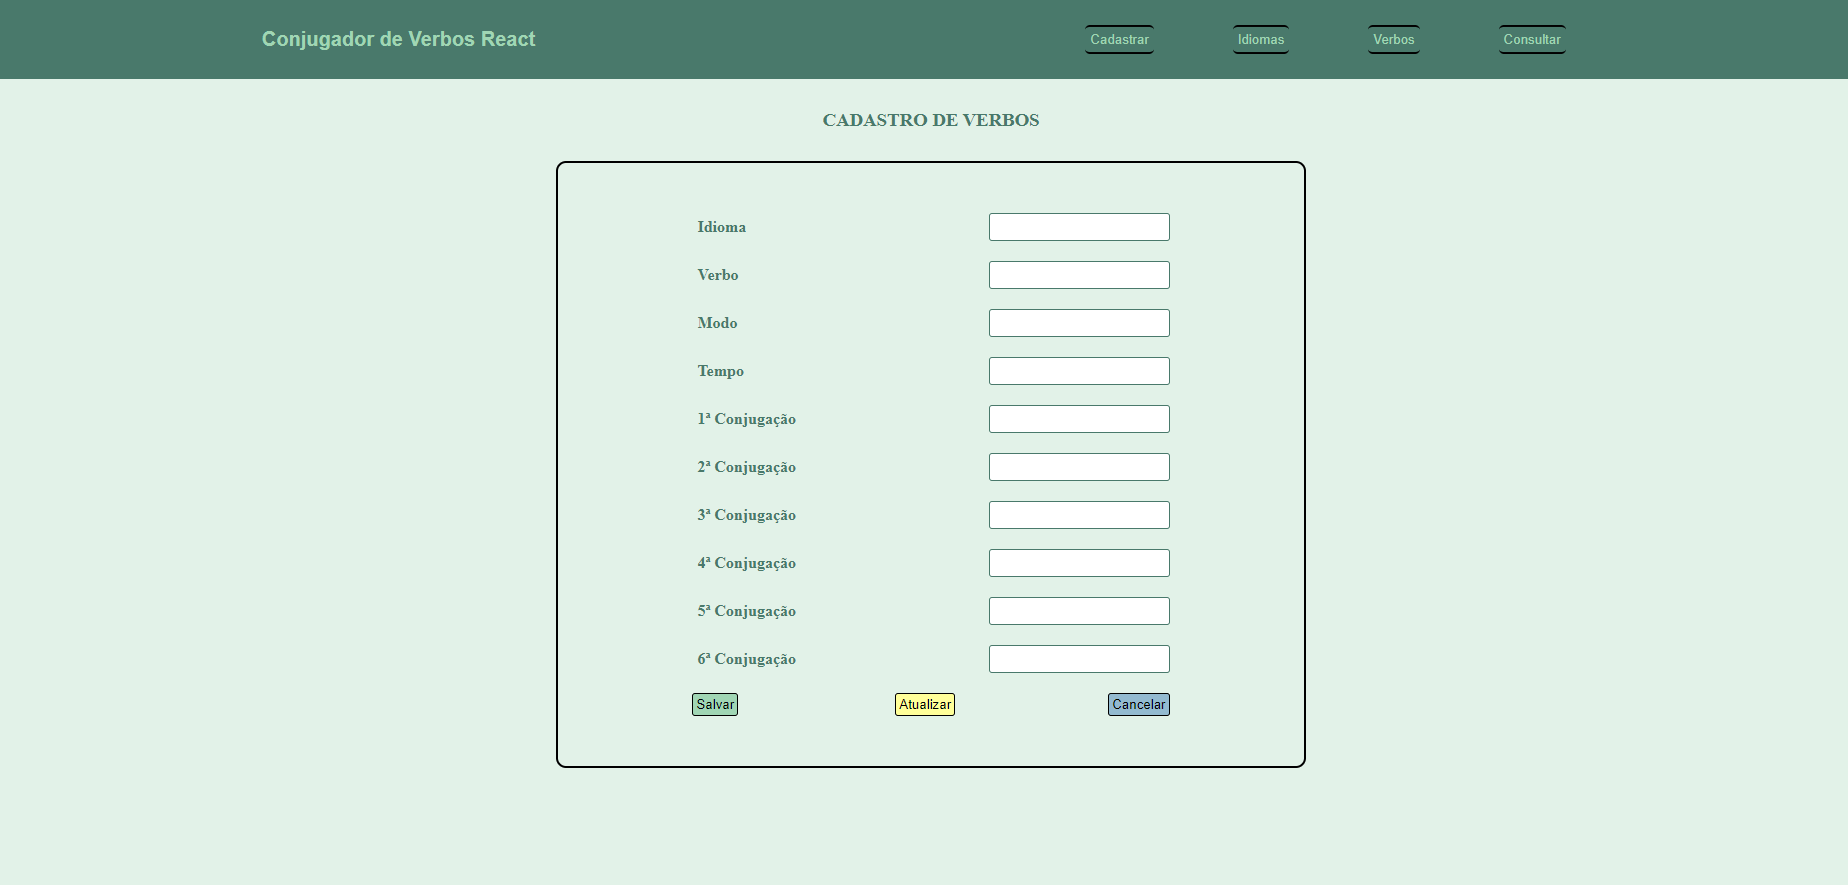 Conjugador de Verbos React
Cadastrar Idiomas Verbos Consultar
CADASTRO DE VERBOS
Idioma
Verbo
Modo
Tempo
1ª Conjugação
2ª Conjugação
3ª Conjugação
4ª Conjugação
5ª Conjugação
6ª Conjugação
Salvar Atualizar Cancelar